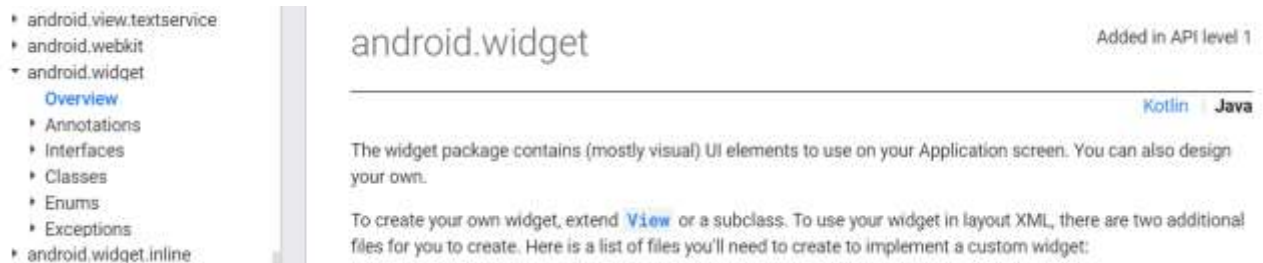 android.view.textservice
android.webkit
android.widget
Overview
Annotations
Interfaces
Classes
Enums
Exceptions
android.widget.inline
android.widget
Added in API level 1
Kotlin | Java
The widget package contains (mostly visual) UI elements to use on your Application screen. You can also design
your own.
To create your own widget, extend View or a subclass. To use your widget in layout XML, there are two additional
files for you to create. Here is a list of files you'll need to create to implement a custom widget: